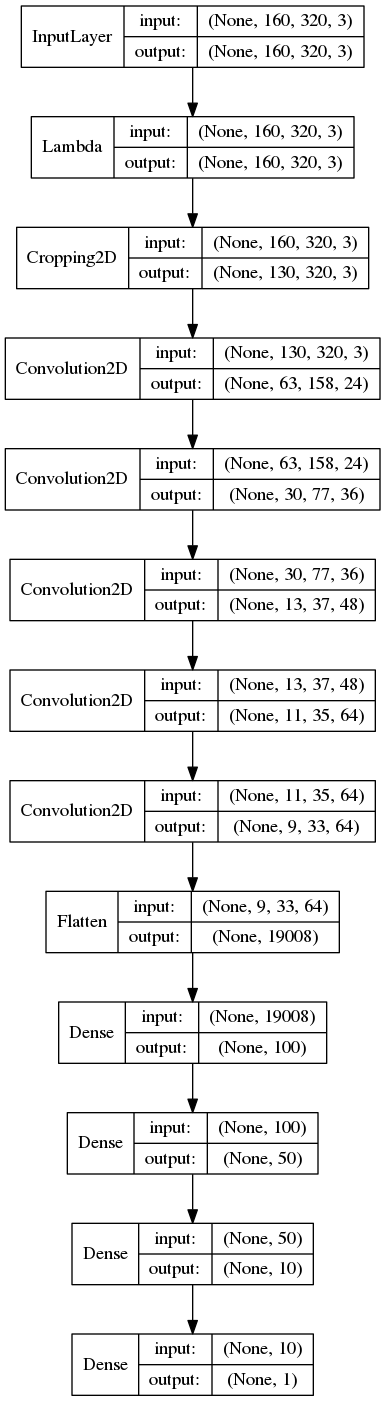 InputLayer
input: (None, 160, 320, 3)
output: (None, 160, 320, 3)
Lambda
input: (None, 160, 320, 3)
output: (None, 160, 320, 3)
Cropping2D
input: (None, 160, 320, 3)
output: (None, 130, 320, 3)
Convolution2D
input: (None, 130, 320, 3)
output: (None, 63, 158, 24)
Convolution2D
input: (None, 63, 158, 24)
output: (None, 30, 77, 36)
Convolution2D
input: (None, 30, 77, 36)
output: (None, 13, 37, 48)
Convolution2D
input: (None, 13, 37, 48)
output: (None, 11, 35, 64)
Convolution2D
input: (None, 11, 35, 64)
output: (None, 9, 33, 64)
Flatten
input: (None, 9, 33, 64)
output: (None, 19008)
Dense
input: (None, 19008)
output: (None, 100)
Dense
input: (None, 100)
output: (None, 50)
Dense
input: (None, 50)
output: (None, 10)
Dense
input: (None, 10)
output: (None, 1)